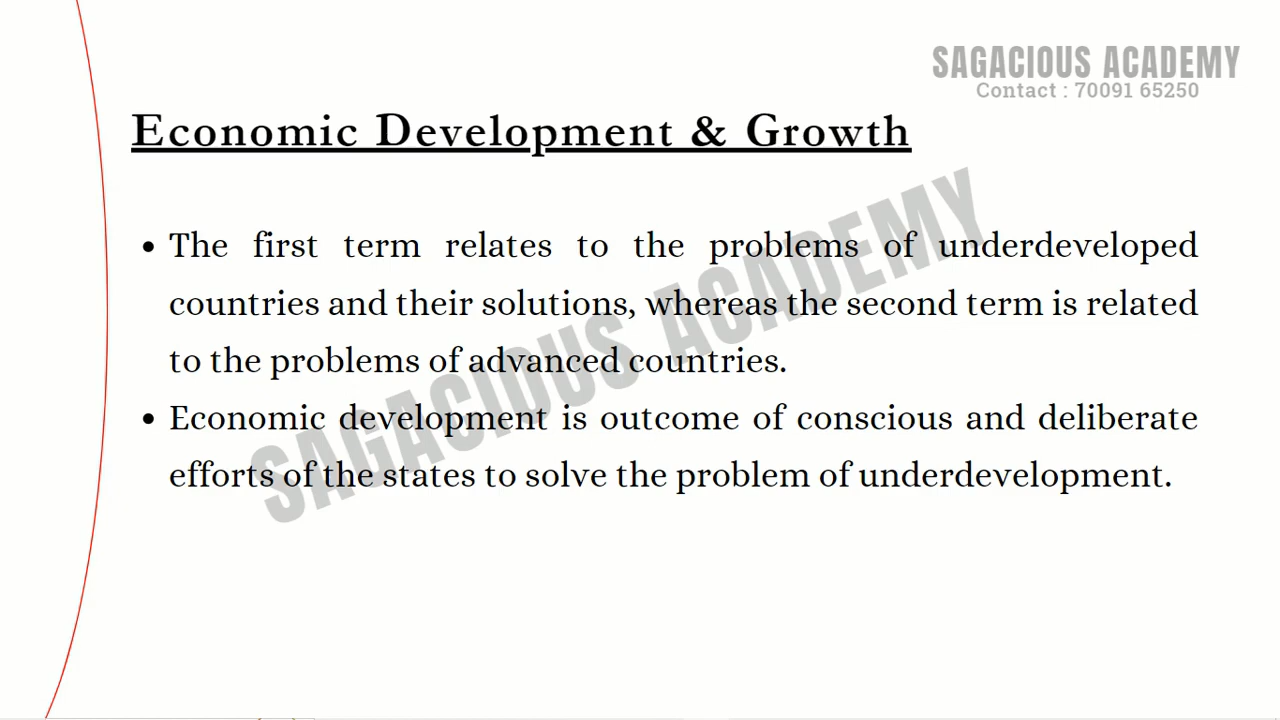 SAGACIOUS ACADEMY
Contact : 70091 65250
Economic Development & Growth
• The first term relates to the problems of underdeveloped
countries and their solutions, whereas the second term is related
to the problems of advanced countries.
• Economic development is outcome of conscious and deliberate
efforts of the states to solve the problem of underdevelopment.
SAGACIOUS ACADEMY